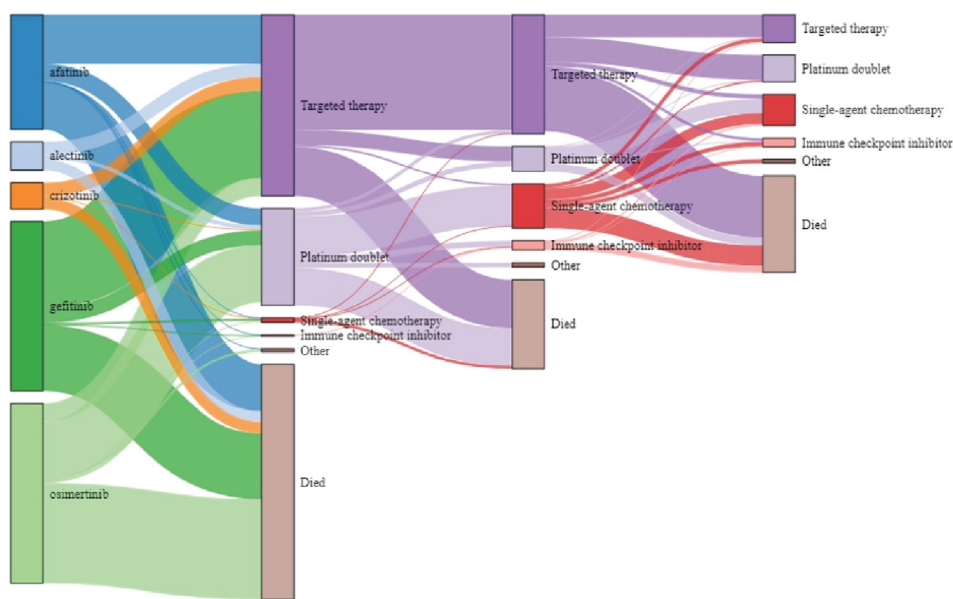 afatinib
alectinib
crizotinib
gefitinib
osimertinib
Targeted therapy
Platinum doublet
Single-agent chemotherapy
Immune checkpoint inhibitor
Other
Died
Targeted therapy
Platinum doublet
Single-agent chemotherapy
Immune checkpoint inhibitor
Other
Died
Targeted therapy
Platinum doublet
Single-agent chemotherapy
Immune checkpoint inhibitor
Other
Died